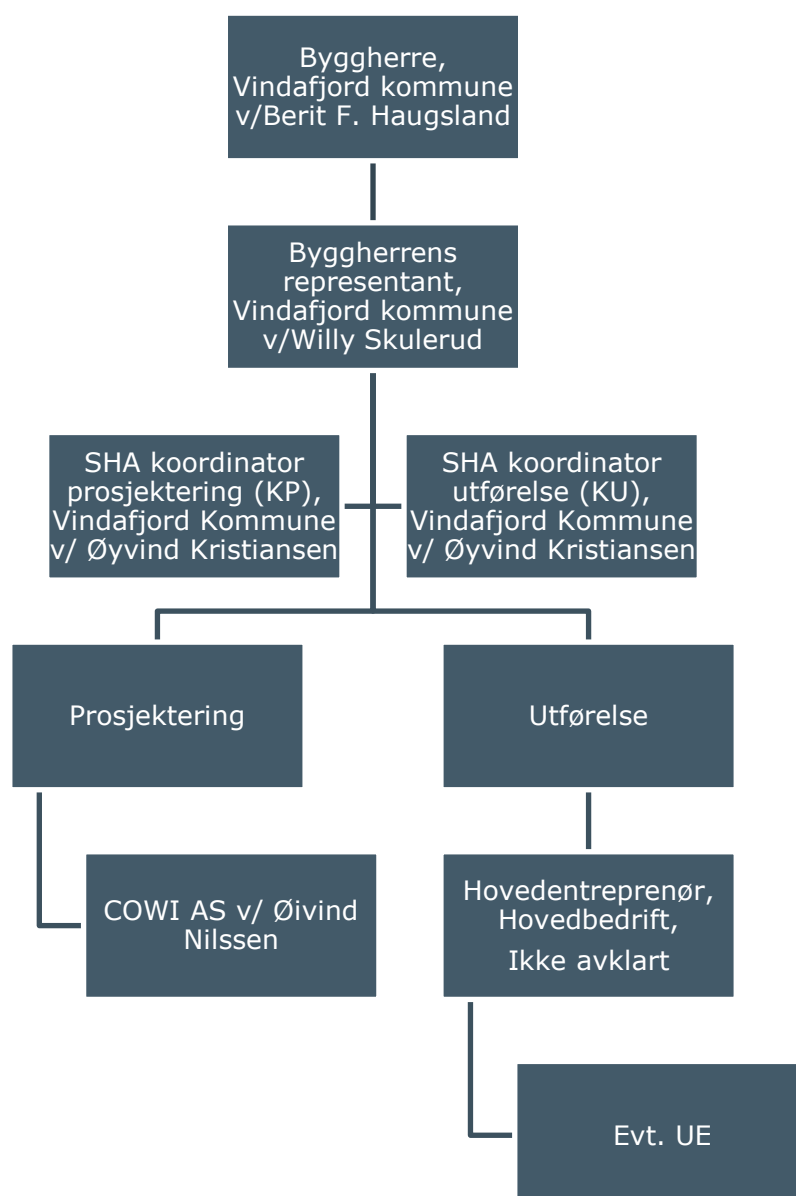 Byggherre,
Vindafjord kommune
v/Berit F. Haugsland
Byggherrens
representant,
Vindafjord kommune
v/Willy Skulerud
SHA koordinator
prosjektering (KP),
Vindafjord Kommune
v/ Øyvind Kristiansen
SHA koordinator
utførelse (KU),
Vindafjord Kommune
v/ Øyvind Kristiansen
Prosjektering
Utførelse
COWI AS v/ Øivind
Nilssen
Hovedentreprenør,
Hovedbedrift,
Ikke avklart
Evt. UE